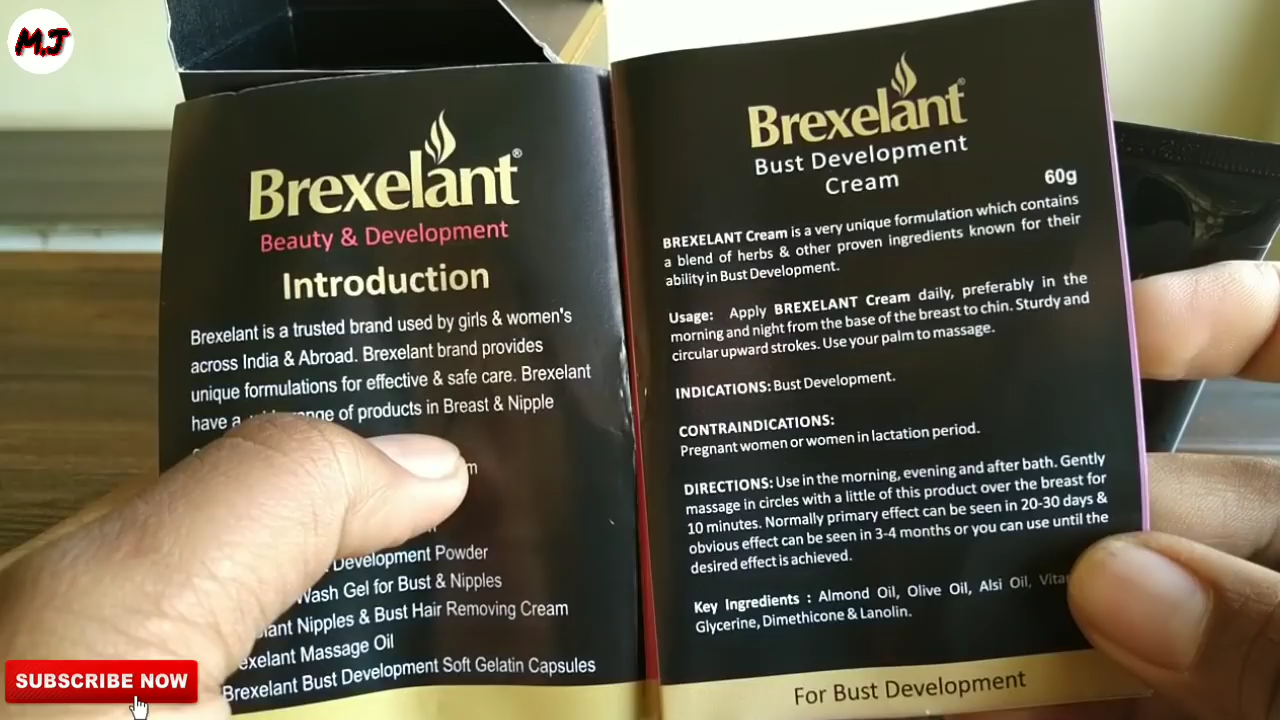 M.J
Brexelant®
Beauty & Development
Introduction
Brexelant is a trusted brand used by girls & women's
across India & Abroad. Brexelant brand provides
unique formulations for effective & safe care. Brexelant
have a range of products in Breast & Nipple
Development Powder
Wash Gel for Bust & Nipples
Nipples & Bust Hair Removing Cream
Massage Oil
Brexelant Bust Development Soft Gelatin Capsules
Brexelant®
Bust Development
Cream
60g
BREXELANT Cream is a very unique formulation which contains
a blend of herbs & other proven ingredients known for their
ability in Bust Development.
Usage: Apply BREXELANT Cream daily, preferably in the
morning and night from the base of the breast to chin. Sturdy and
circular upward strokes. Use your palm to massage.
INDICATIONS: Bust Development.
CONTRAINDICATIONS:
Pregnant women or women in lactation period.
DIRECTIONS: Use in the morning, evening and after bath. Gently
massage in circles with a little of this product over the breast for
10 minutes. Normally primary effect can be seen in 20-30 days &
obvious effect can be seen in 3-4 months or you can use until the
desired effect is achieved.
Key Ingredients : Almond Oil, Olive Oil, Alsi Oil,
Glycerine, Dimethicone & Lanolin.
For Bust Development
SUBSCRIBE NOW